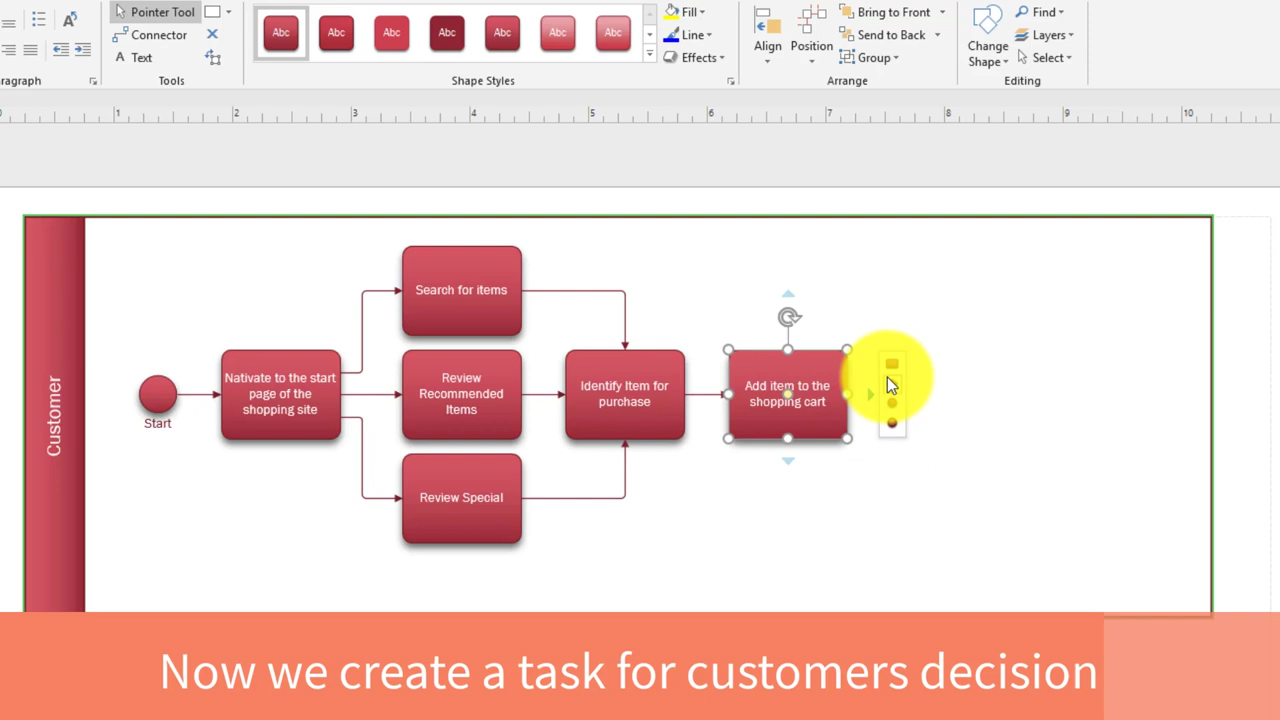 Pointer Tool
Connector
Text
Tools
Paragraph
Abc Abc Abc Abc Abc Abc Abc
Shape Styles
Fill
Line
Effects
Align
Position
Bring to Front
Send to Back
Group
Arrange
Change
Shape
Find
Layers
Select
Editing
1 2 3 4 5 6 7 8 9 10
Customer
Start
Nativate to the start
page of the
shopping site
Search for items
Review
Recommended
Items
Review Special
Identify Item for
purchase
Add item to the
shopping cart
Now we create a task for customers decision